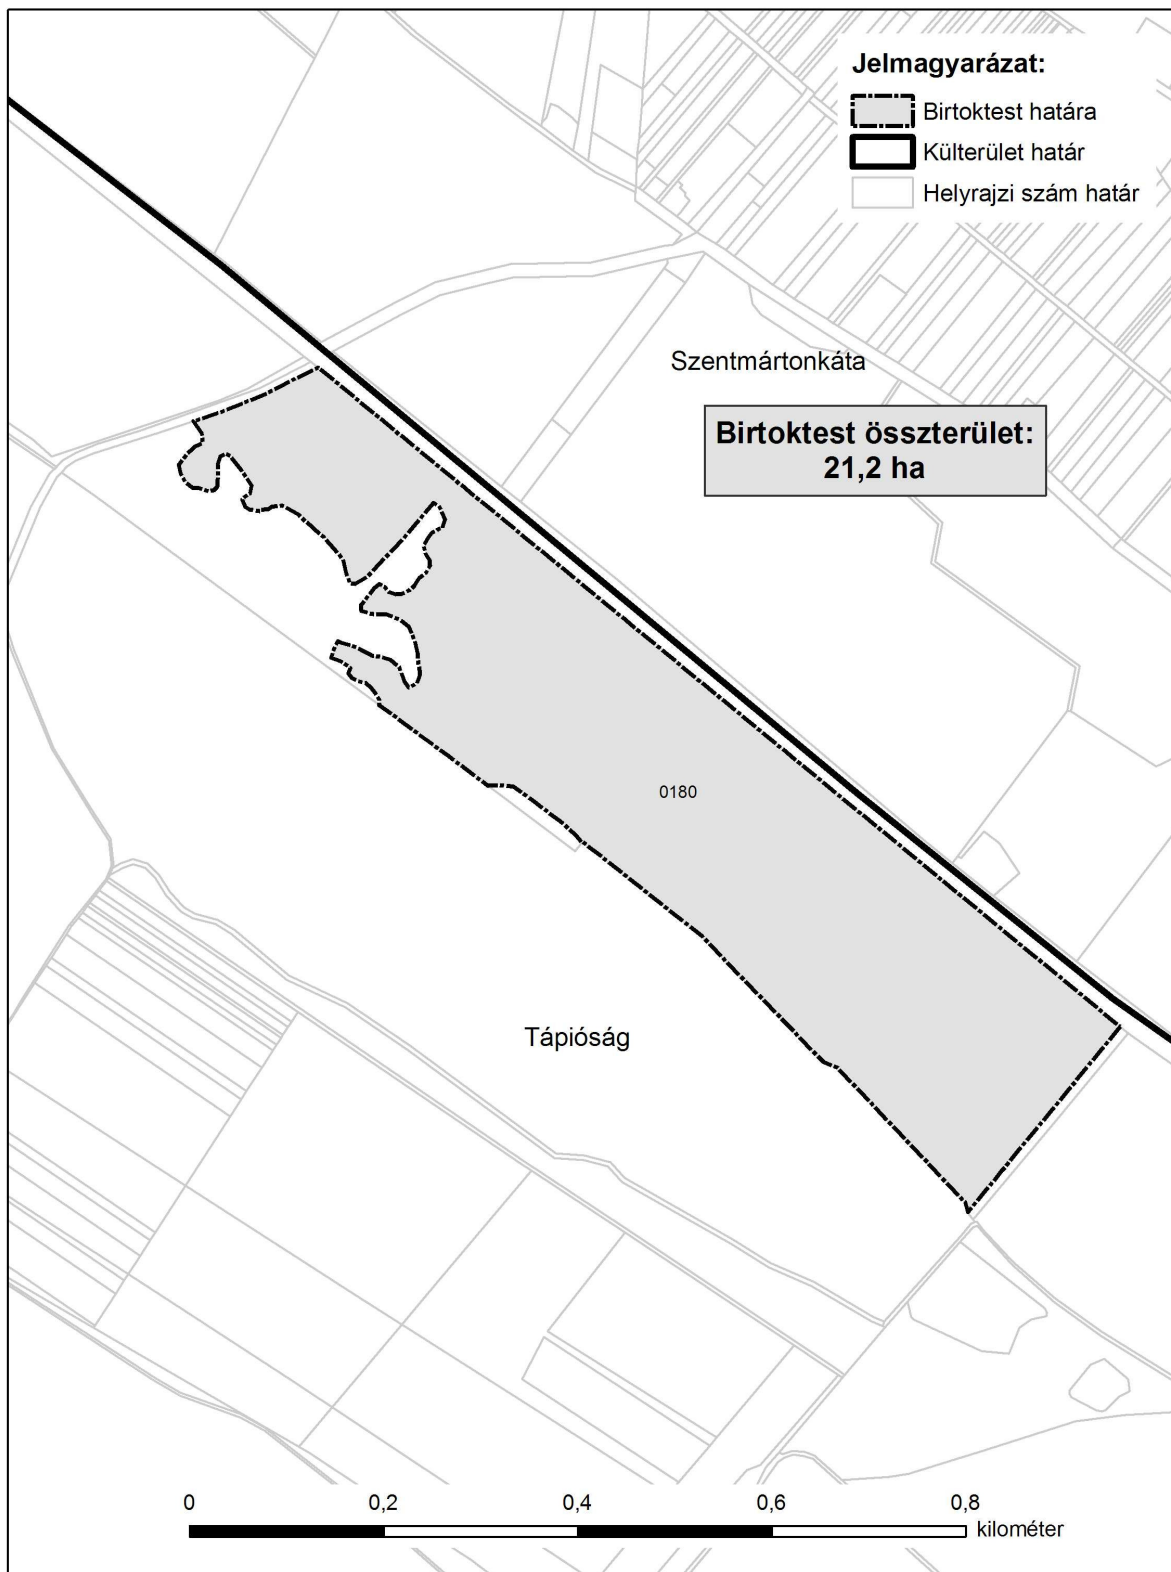 Jelmagyarázat:
Birtoktest határa
Külterület határ
Helyrajzi szám határ
Szentmártonkáta
Birtoktest összterület:
21,2 ha
0180
Tápióság
0 0,2 0,4 0,6 0,8
kilométer